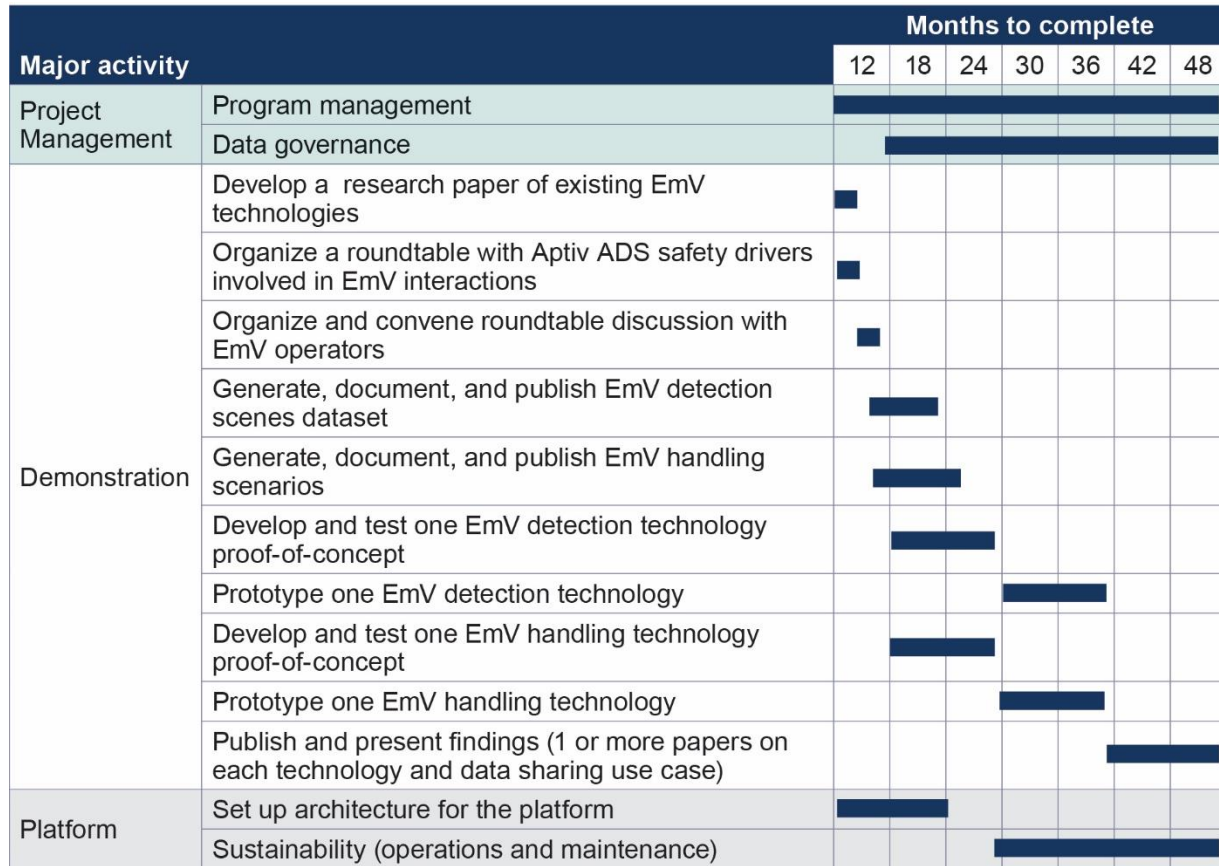 Months to complete
Major activity
12 18 24 30 36 42 48
Project
Management
Program management
Data governance
Demonstration
Develop a research paper of existing EmV
technologies
Organize a roundtable with Aptiv ADS safety drivers
involved in EmV interactions
Organize and convene roundtable discussion with
EmV operators
Generate, document, and publish EmV detection
scenes dataset
Generate, document, and publish EmV handling
scenarios
Develop and test one EmV detection technology
proof-of-concept
Prototype one EmV detection technology
Develop and test one EmV handling technology
proof-of-concept
Prototype one EmV handling technology
Publish and present findings (1 or more papers on
each technology and data sharing use case)
Platform
Set up architecture for the platform
Sustainability (operations and maintenance)